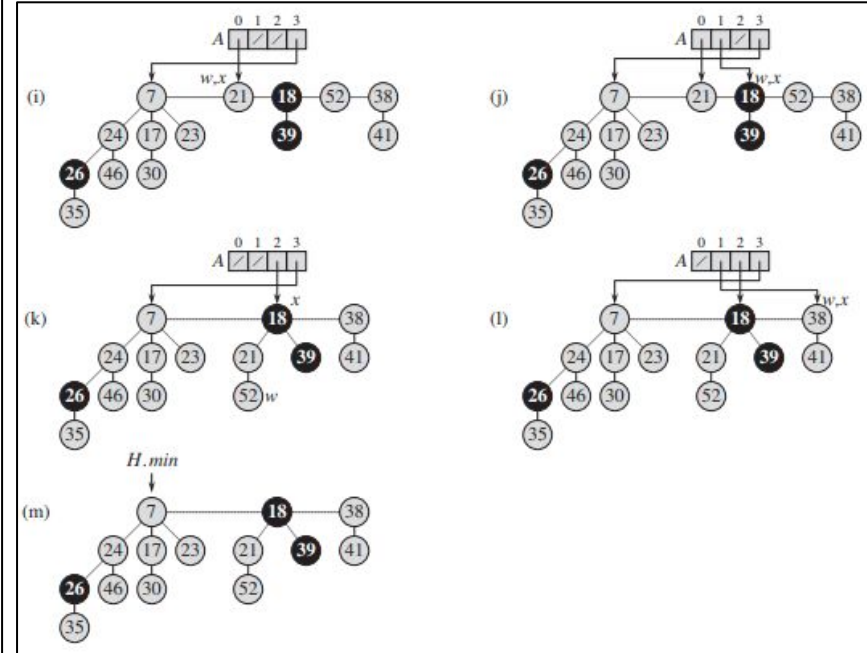 0 1 2 3
A
w,x
(i)
7 21 18 52 38
24 17 23 39 41
26 46 30
35
0 1 2 3
A
w,x
(j)
7 21 18 52 38
24 17 23 39 41
26 46 30
35
0 1 2 3
A
x
(k)
7 18 38
24 17 23 21 39 41
26 46 30 52 w
35
0 1 2 3
A
w,x
(l)
7 18 38
24 17 23 21 39 41
26 46 30 52
35
H.min
(m)
7 18 38
24 17 23 21 39 41
26 46 30 52
35